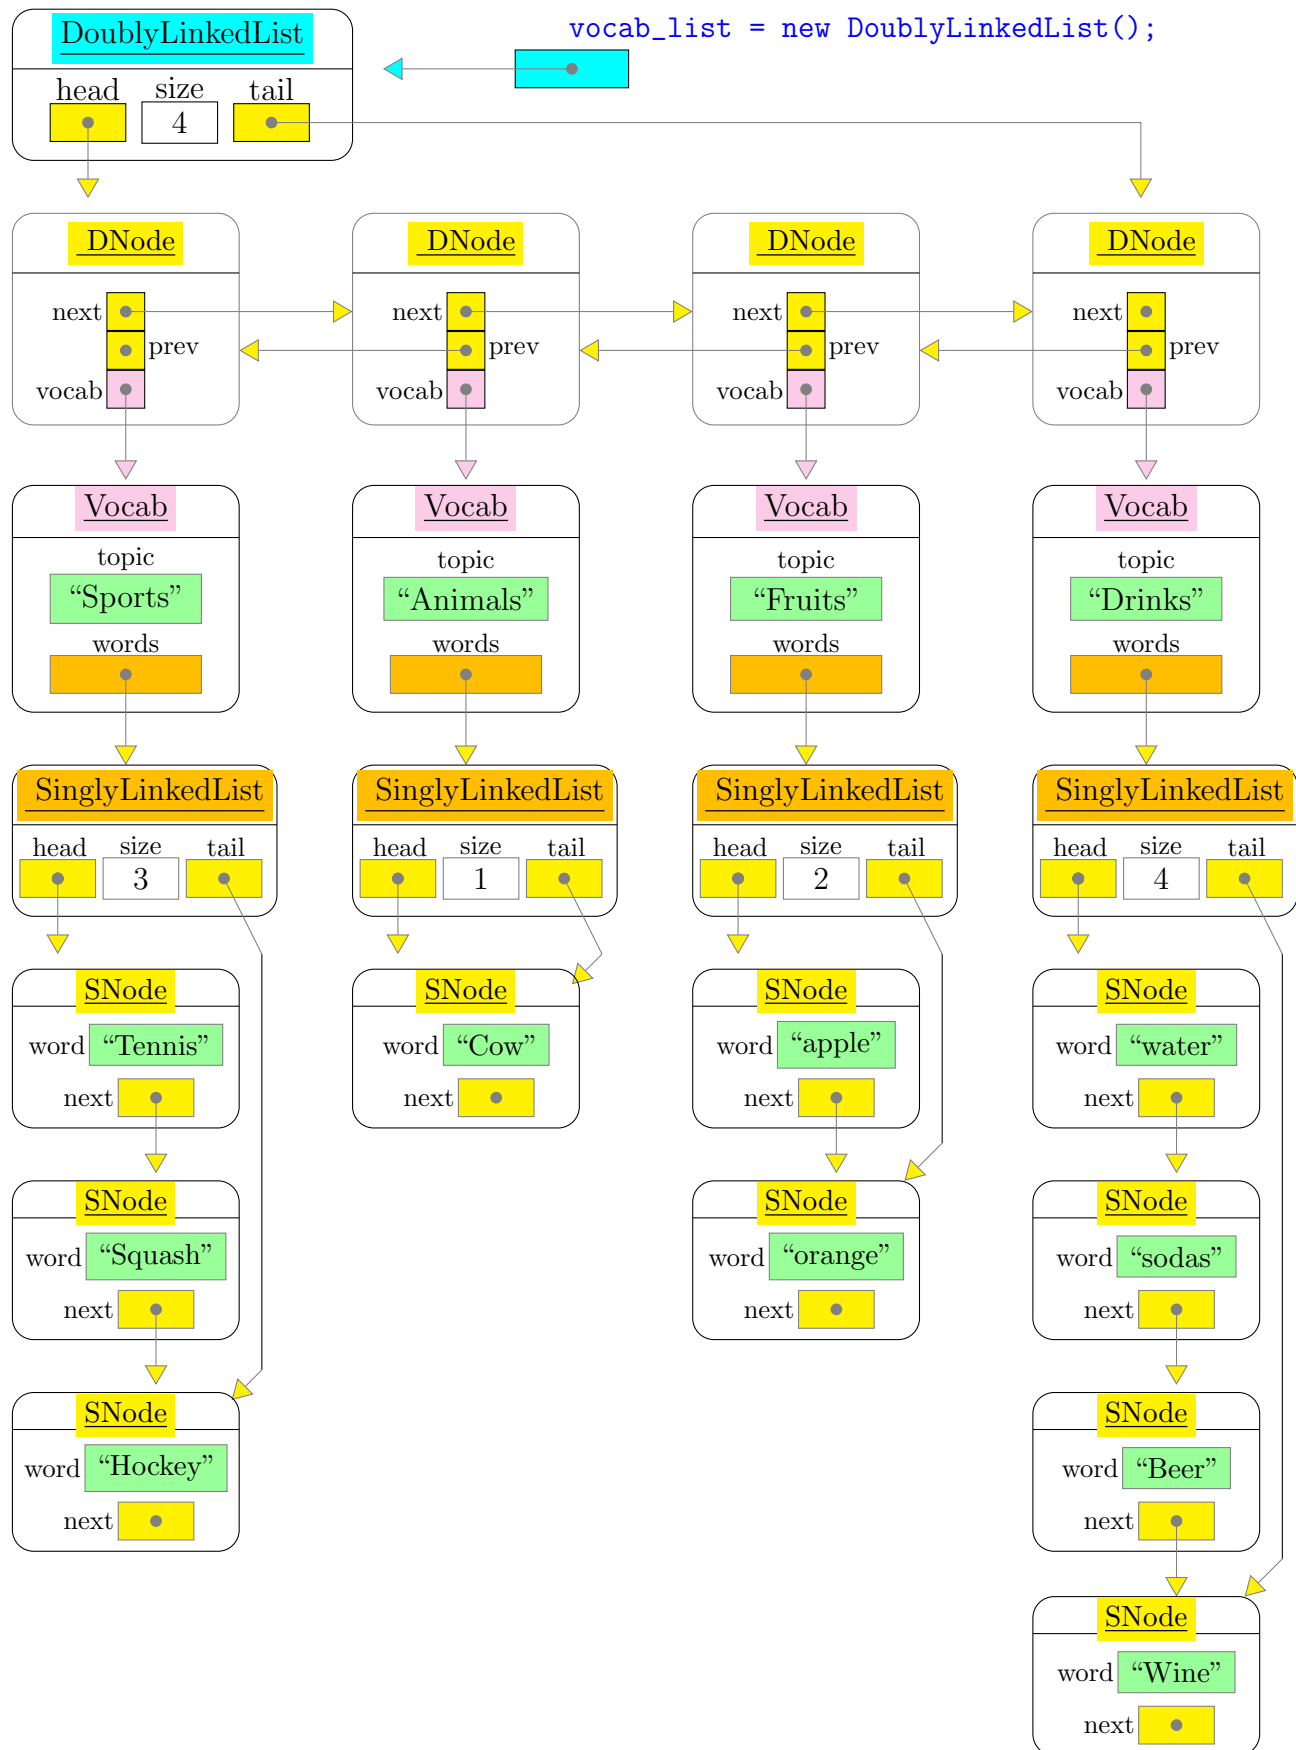 vocab_list = new DoublyLinkedList();
DoublyLinkedList
head size tail
4
DNode DNode DNode DNode
next next next next
prev prev prev prev
vocab vocab vocab vocab
Vocab Vocab Vocab Vocab
topic topic topic topic
“Sports” “Animals” “Fruits” “Drinks”
words words words words
SinglyLinkedList SinglyLinkedList SinglyLinkedList SinglyLinkedList
head size tail head size tail head size tail head size tail
3 1 2 4
SNode SNode SNode SNode
word “Tennis” word “Cow” word “apple” word “water”
next next next next
SNode SNode SNode
word “Squash” word “orange” word “sodas”
next next next
SNode SNode
word “Hockey” word “Beer”
next next
SNode
word “Wine”
next